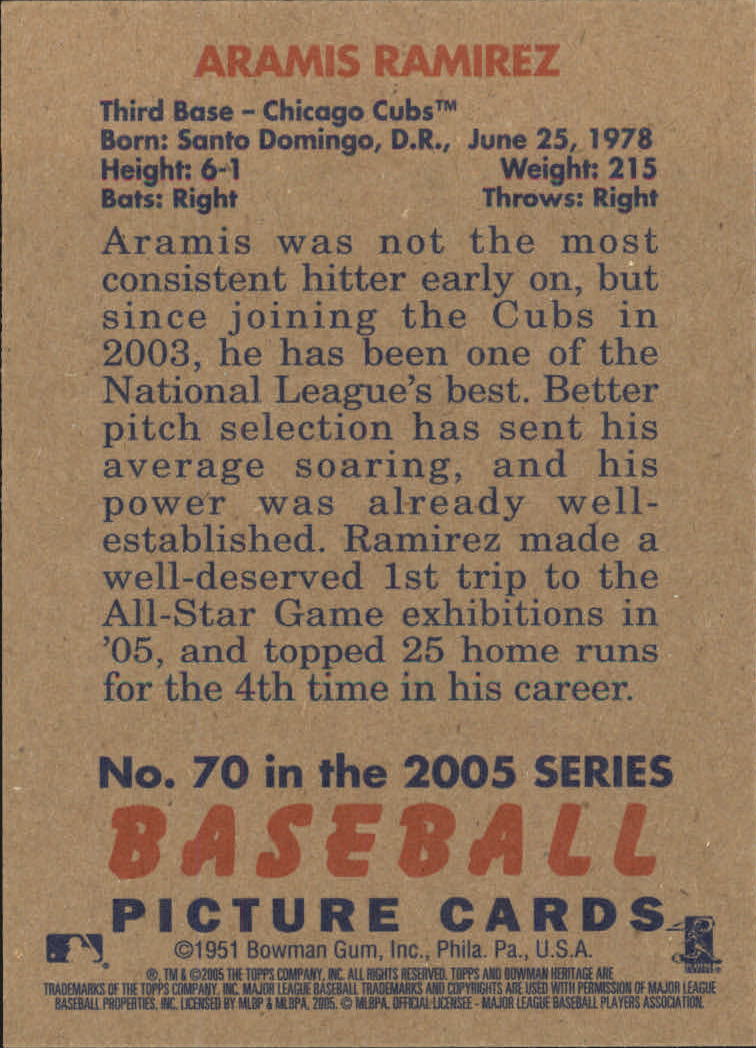 ARAMIS RAMIREZ
Third Base – Chicago Cubs™
Born: Santo Domingo, D.R., June 25, 1978
Height: 6-1 Weight: 215
Bats: Right Throws: Right
Aramis was not the most
consistent hitter early on, but
since joining the Cubs in
2003, he has been one of the
National League's best. Better
pitch selection has sent his
average soaring, and his
power was already well-
established. Ramirez made a
well-deserved 1st trip to the
All-Star Game exhibitions in
'05, and topped 25 home runs
for the 4th time in his career.
No. 70 in the 2005 SERIES
BASEBALL
PICTURE CARDS
©1951 Bowman Gum, Inc., Phila. Pa., U.S.A.
®, TM & ©2005 THE TOPPS COMPANY, INC. ALL RIGHTS RESERVED. TOPPS AND BOWMAN HERITAGE ARE
TRADEMARKS OF THE TOPPS COMPANY, INC. MAJOR LEAGUE BASEBALL TRADEMARKS AND COPYRIGHTS ARE USED WITH PERMISSION OF MAJOR LEAGUE
BASEBALL PROPERTIES, INC. LICENSED BY MLBP & MLBPA, 2005. © MLBPA, OFFICIAL LICENSEE - MAJOR LEAGUE BASEBALL PLAYERS ASSOCIATION.